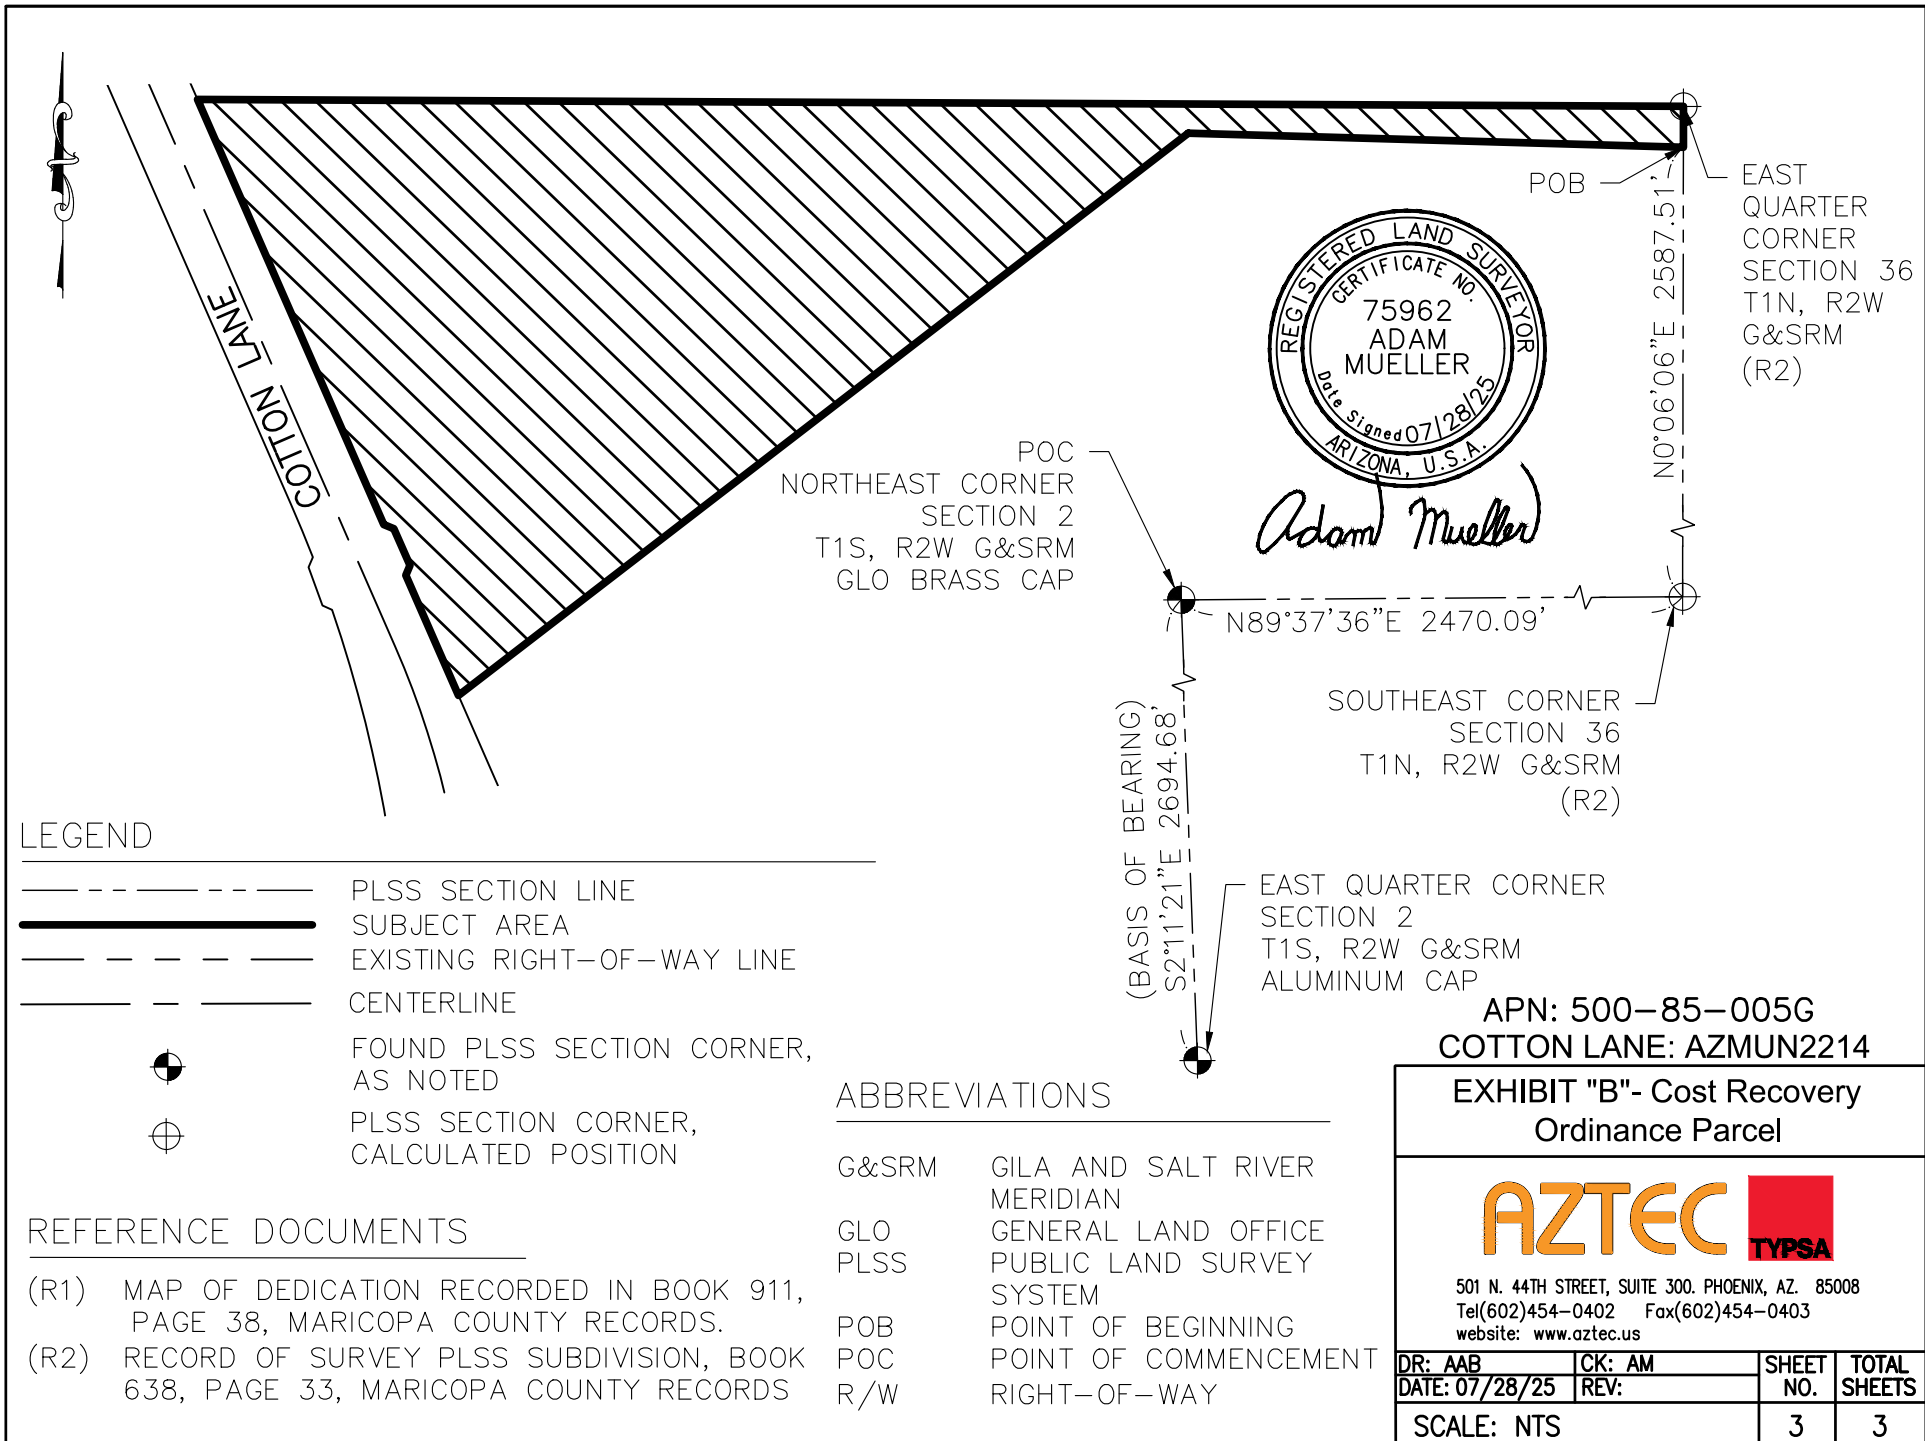 COTTON LANE
POB
EAST
QUARTER
CORNER
SECTION 36
T1N, R2W
G&SRM
(R2)
N0°06'06"E 2587.51'
REGISTERED LAND SURVEYOR
CERTIFICATE NO.
75962
ADAM
MUELLER
Date Signed 07/28/25
ARIZONA, U.S.A.
Adam Mueller
POC
NORTHEAST CORNER
SECTION 2
T1S, R2W G&SRM
GLO BRASS CAP
N89°37'36"E 2470.09'
SOUTHEAST CORNER
SECTION 36
T1N, R2W G&SRM
(R2)
(BASIS OF BEARING)
S2°11'21"E 2694.68'
EAST QUARTER CORNER
SECTION 2
T1S, R2W G&SRM
ALUMINUM CAP
LEGEND
PLSS SECTION LINE
SUBJECT AREA
EXISTING RIGHT-OF-WAY LINE
CENTERLINE
FOUND PLSS SECTION CORNER,
AS NOTED
PLSS SECTION CORNER,
CALCULATED POSITION
REFERENCE DOCUMENTS
(R1) MAP OF DEDICATION RECORDED IN BOOK 911,
PAGE 38, MARICOPA COUNTY RECORDS.
(R2) RECORD OF SURVEY PLSS SUBDIVISION, BOOK
638, PAGE 33, MARICOPA COUNTY RECORDS
ABBREVIATIONS
G&SRM GILA AND SALT RIVER
MERIDIAN
GLO GENERAL LAND OFFICE
PLSS PUBLIC LAND SURVEY
SYSTEM
POB POINT OF BEGINNING
POC POINT OF COMMENCEMENT
R/W RIGHT-OF-WAY
APN: 500-85-005G
COTTON LANE: AZMUN2214
EXHIBIT "B"- Cost Recovery
Ordinance Parcel
AZTEC
TYPSA
501 N. 44TH STREET, SUITE 300. PHOENIX, AZ. 85008
Tel(602)454-0402 Fax(602)454-0403
website: www.aztec.us
DR: AAB CK: AM SHEET NO. TOTAL SHEETS
DATE: 07/28/25 REV:
SCALE: NTS 3 3